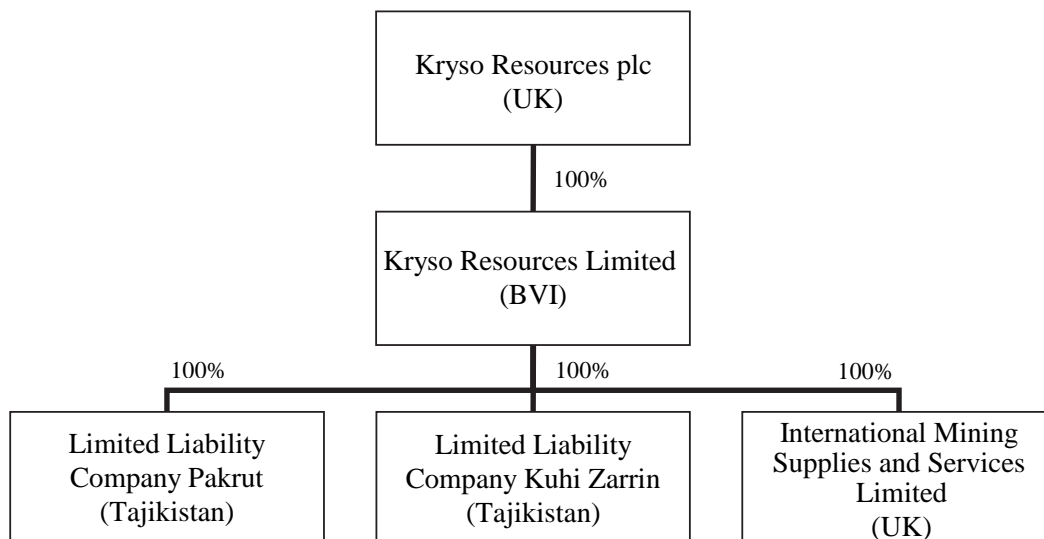 Kryso Resources plc
(UK)
100%
Kryso Resources Limited
(BVI)
100%
100%
100%
Limited Liability
Company Pakrut
(Tajikistan)
Limited Liability
Company Kuhi Zarrin
(Tajikistan)
International Mining
Supplies and Services
Limited
(UK)